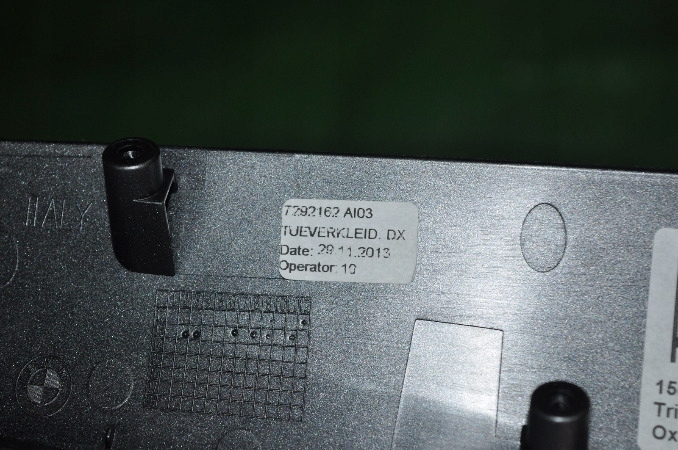 ITALY
7292162 AI03
TUEVERKLEID. DX
Date: 29.11.2013
Operator: 10
15
Tri
Ox